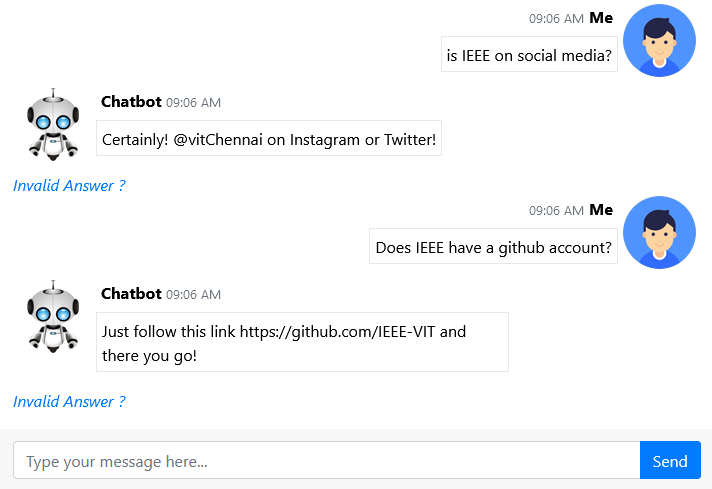 09:06 AM Me
is IEEE on social media?
Chatbot 09:06 AM
Certainly! @vitChennai on Instagram or Twitter!
Invalid Answer ?
09:06 AM Me
Does IEEE have a github account?
Chatbot 09:06 AM
Just follow this link https://github.com/IEEE-VIT and
there you go!
Invalid Answer ?
Type your message here... Send